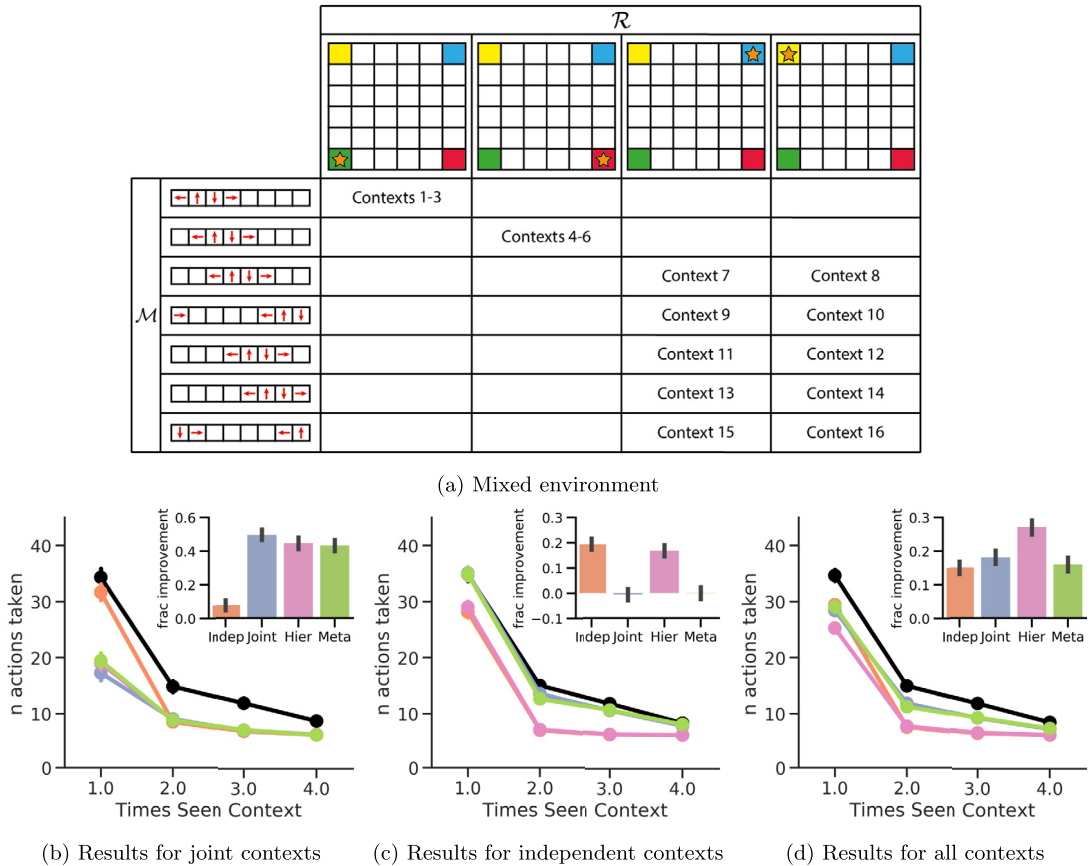 R
M
Contexts 1-3
Contexts 4-6
Context 7 Context 8
Context 9 Context 10
Context 11 Context 12
Context 13 Context 14
Context 15 Context 16
(a) Mixed environment
n actions taken
40
30
20
10
0
1.0 2.0 3.0 4.0
Times Seen Context
frac improvement
0.6
0.4
0.2
0.0
Indep Joint Hier Meta
(b) Results for joint contexts
n actions taken
40
30
20
10
0
1.0 2.0 3.0 4.0
Times Seen Context
frac improvement
0.3
0.2
0.1
0.0
−0.1
Indep Joint Hier Meta
(c) Results for independent contexts
n actions taken
40
30
20
10
0
1.0 2.0 3.0 4.0
Times Seen Context
frac improvement
0.3
0.2
0.1
0.0
Indep Joint Hier Meta
(d) Results for all contexts